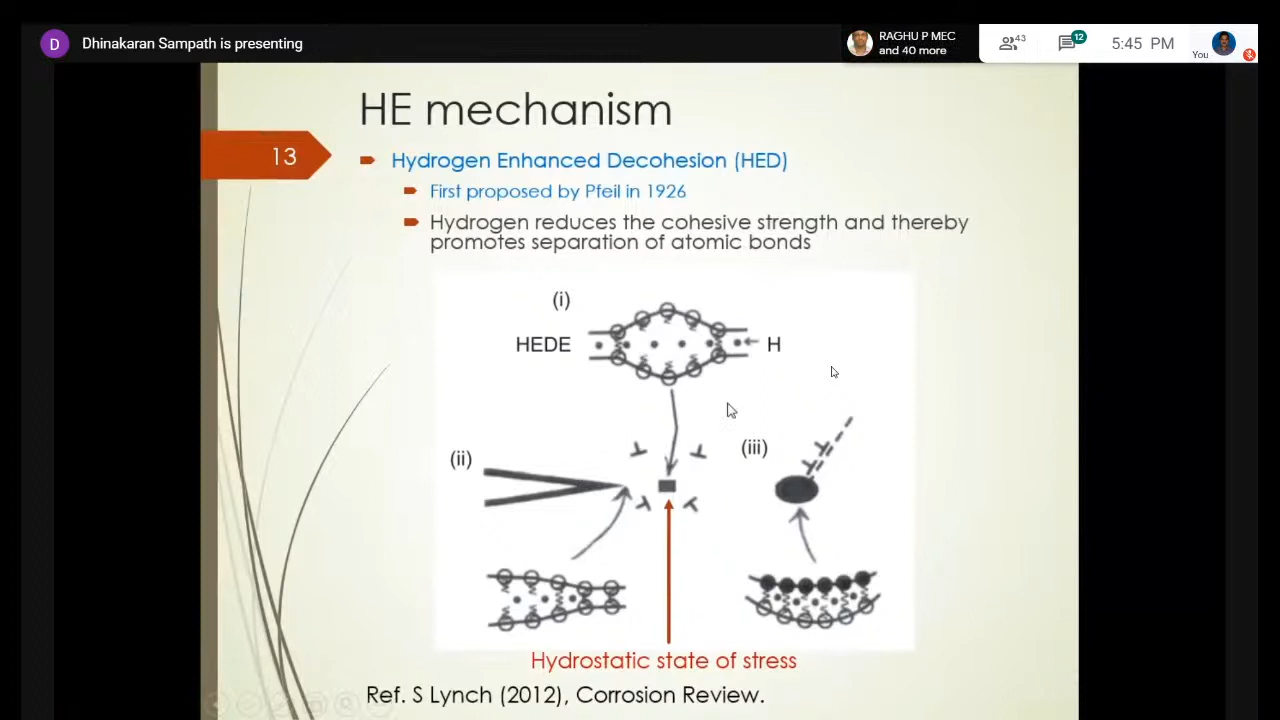 D Dhinakaran Sampath is presenting
RAGHU P MEC
and 40 more
43
12
5:45 PM
You
HE mechanism
13
Hydrogen Enhanced Decohesion (HED)
First proposed by Pfeil in 1926
Hydrogen reduces the cohesive strength and thereby
promotes separation of atomic bonds
(i)
HEDE
H
(ii)
(iii)
Hydrostatic state of stress
Ref. S Lynch (2012), Corrosion Review.